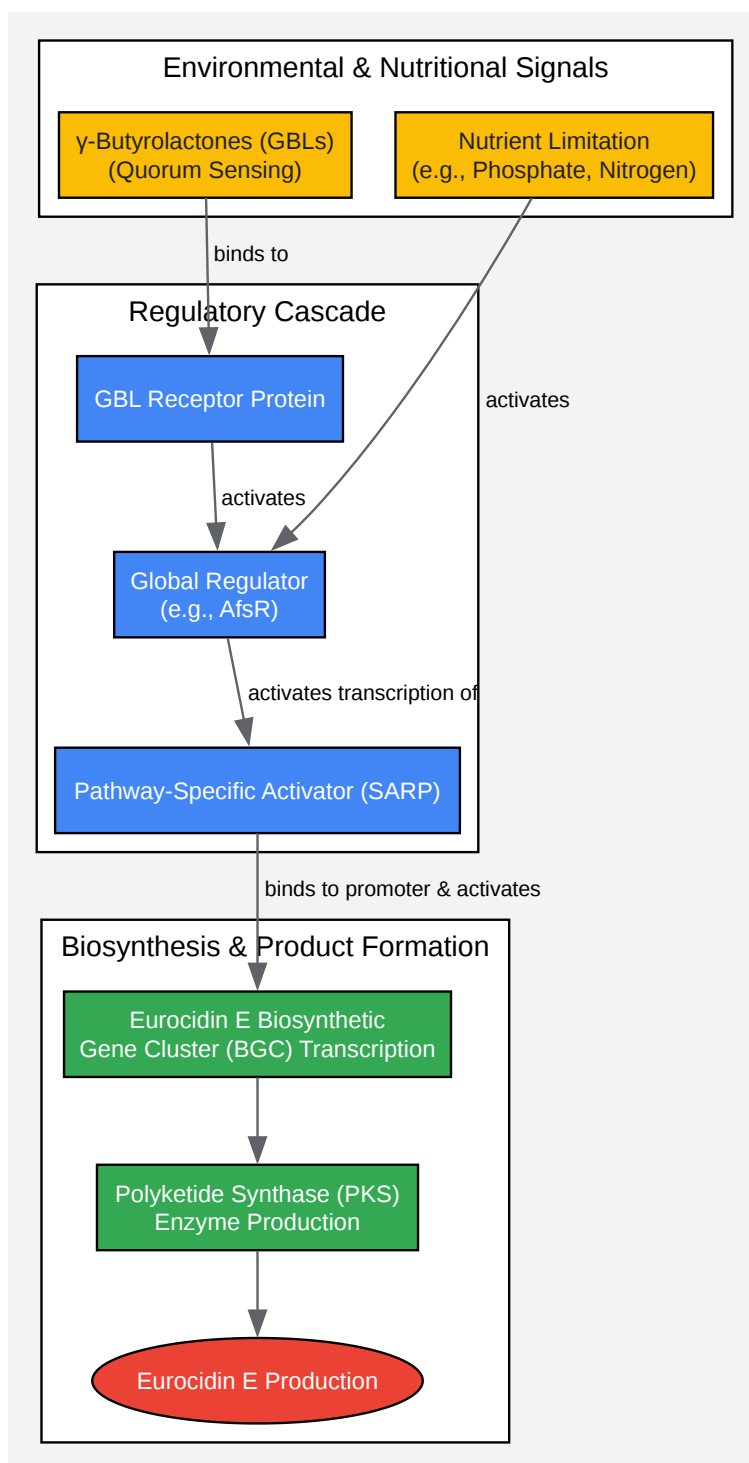 Environmental & Nutritional Signals
γ-Butyrolactones (GBLs)
(Quorum Sensing)
Nutrient Limitation
(e.g., Phosphate, Nitrogen)
binds to
Regulatory Cascade
GBL Receptor Protein
activates
activates
Global Regulator
(e.g., AfsR)
activates transcription of
Pathway-Specific Activator (SARP)
binds to promoter & activates
Biosynthesis & Product Formation
Eurocidin E Biosynthetic
Gene Cluster (BGC) Transcription
Polyketide Synthase (PKS)
Enzyme Production
Eurocidin E Production